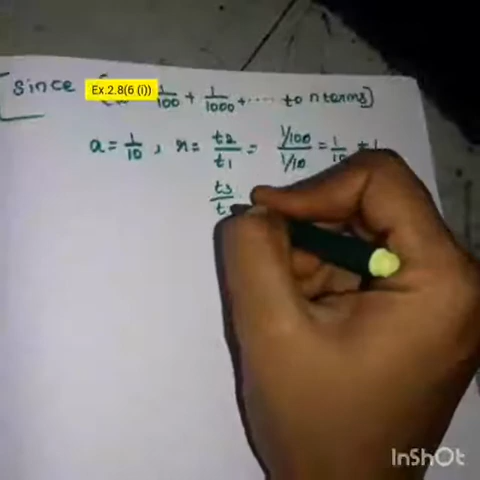 [since Ex.2.8(6 (i)) 1/100 + 1/1000 + .... to n terms]
a = 1/10 , r = t2/t1 = (1/100)/(1/10) = 1/10 ≠ 1
t3
InShOt